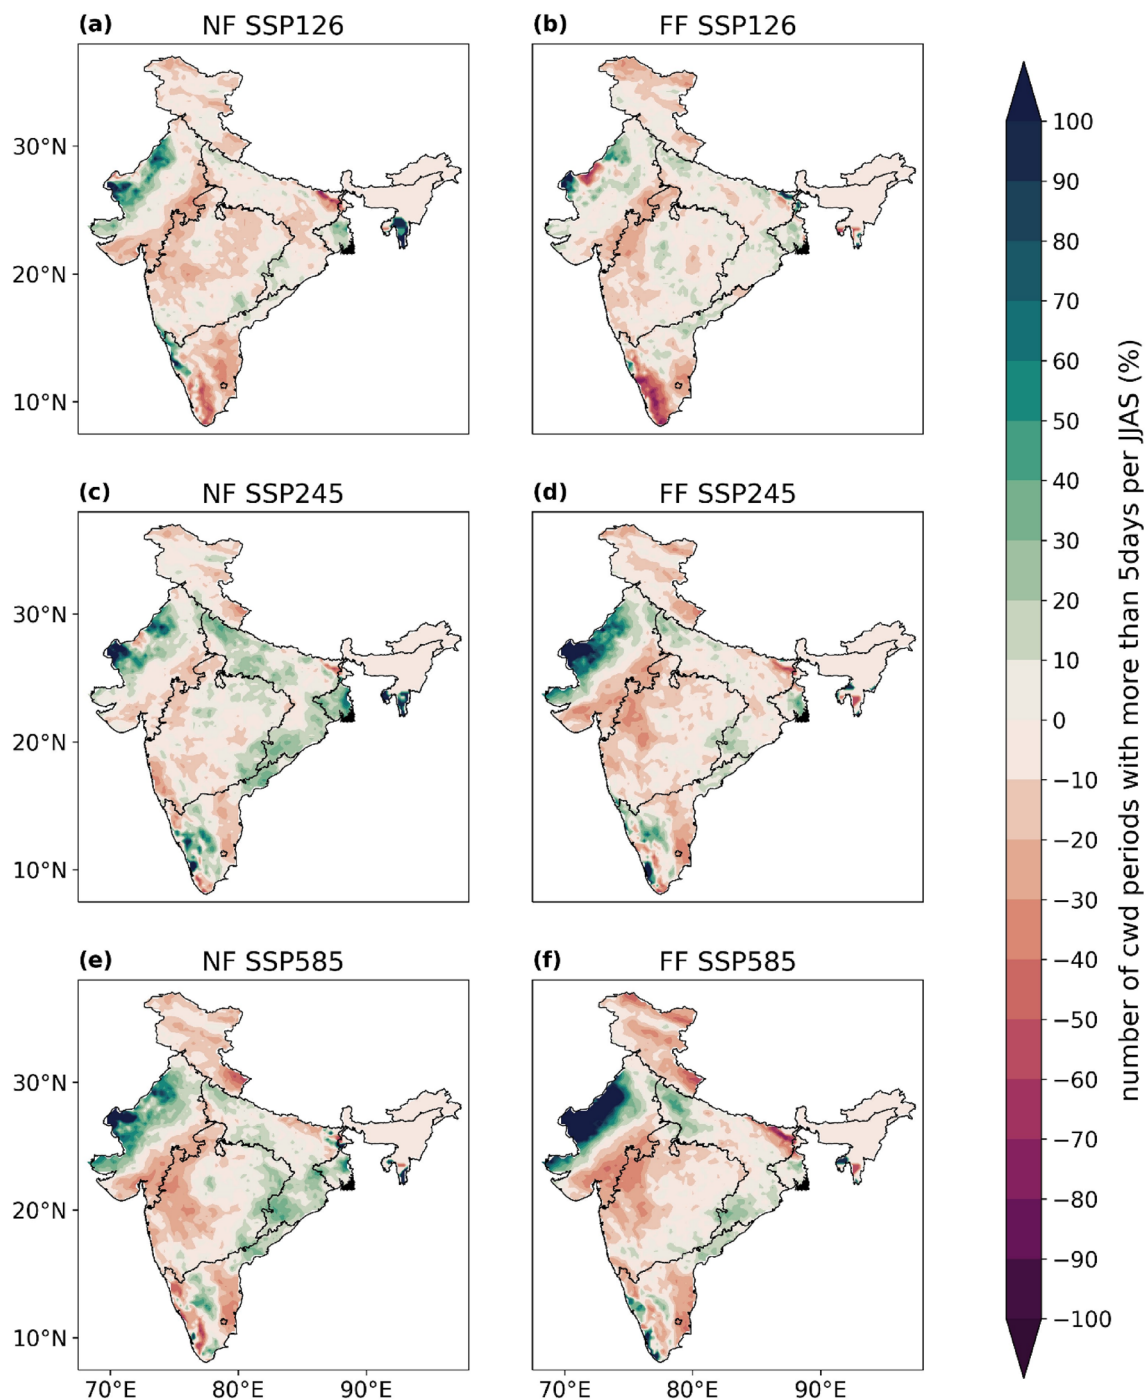 (a) NF SSP126
(b) FF SSP126
30°N
20°N
10°N
(c) NF SSP245
(d) FF SSP245
30°N
20°N
10°N
(e) NF SSP585
(f) FF SSP585
30°N
20°N
10°N
70°E 80°E 90°E
70°E 80°E 90°E
100
90
80
70
60
50
40
30
20
10
0
−10
−20
−30
−40
−50
−60
−70
−80
−90
−100
number of cwd periods with more than 5days per JJAS (%)